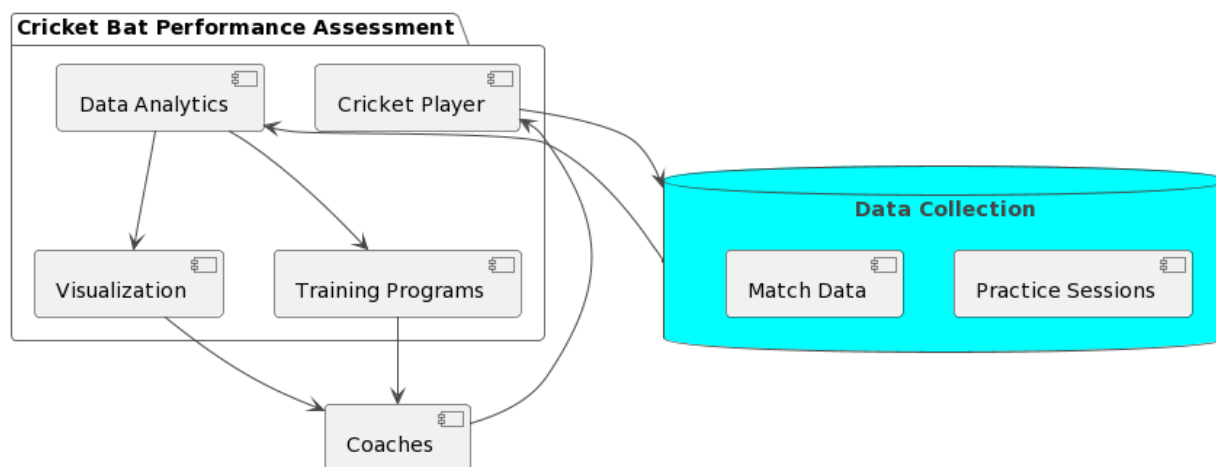 Cricket Bat Performance Assessment
Data Analytics
Cricket Player
Data Collection
Visualization
Training Programs
Match Data
Practice Sessions
Coaches